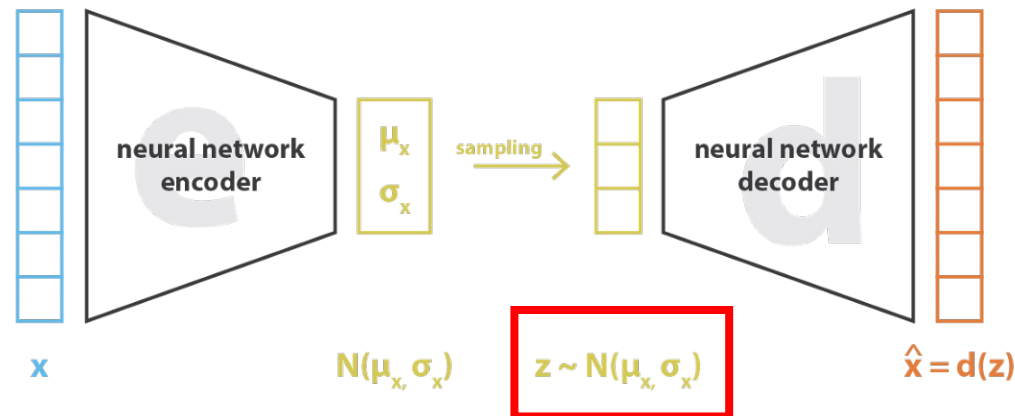 e
neural network
encoder
μₓ
σₓ
sampling
d
neural network
decoder
x
N(μₓ, σₓ)
z ~ N(μₓ, σₓ)
x̂ = d(z)